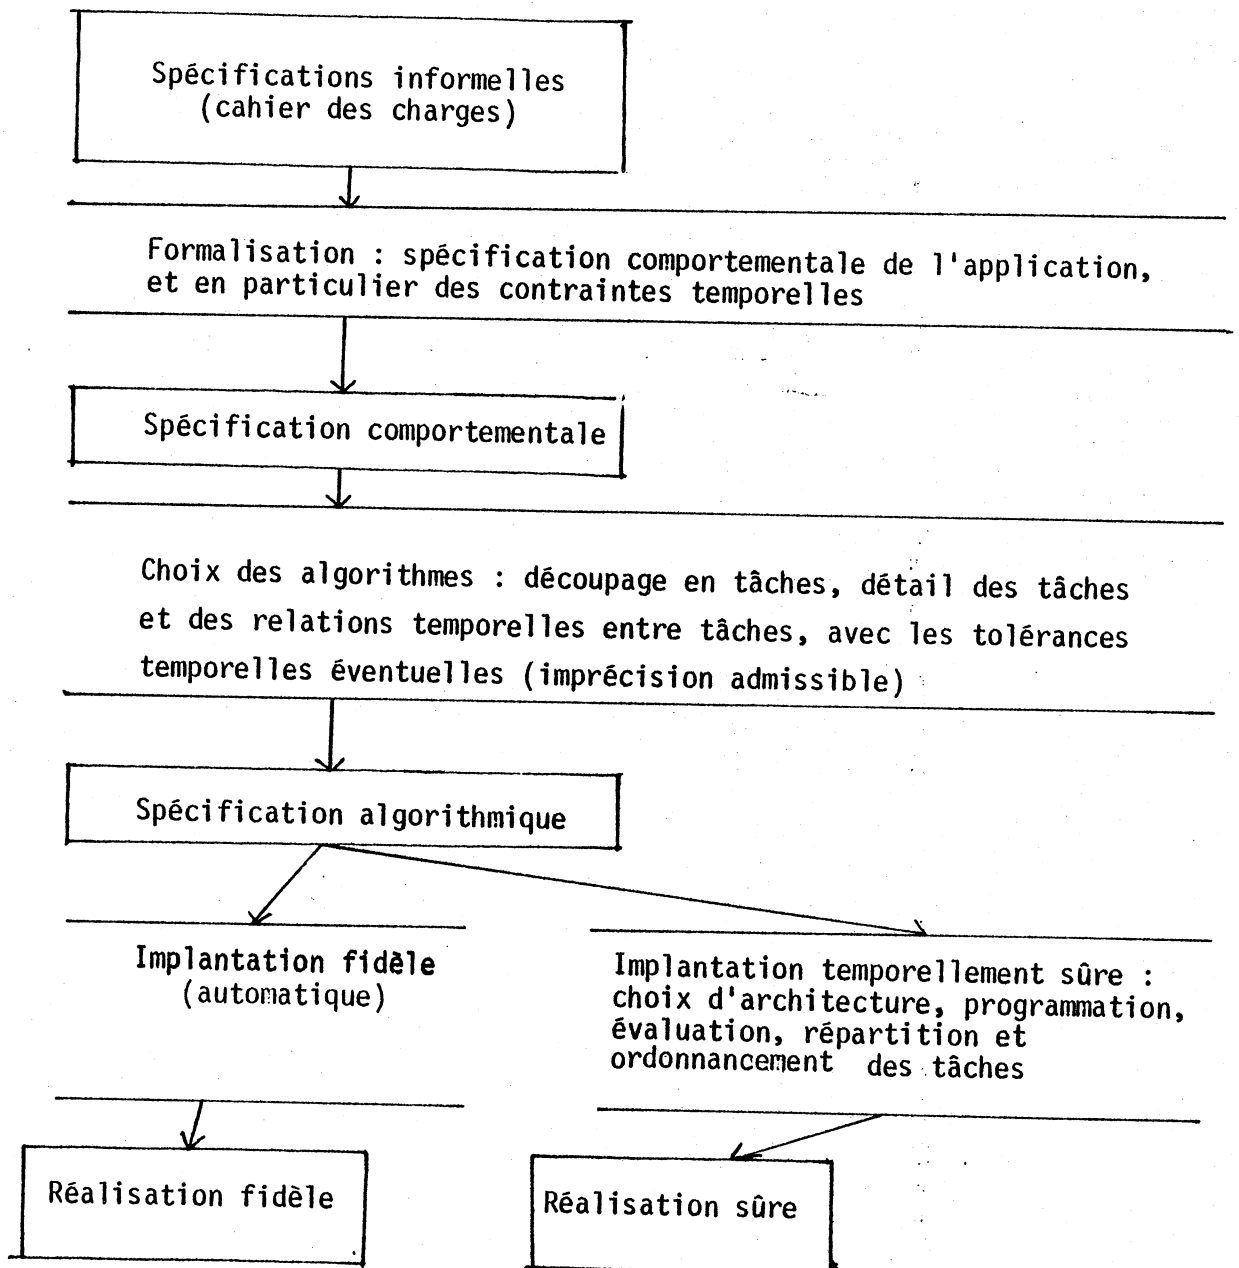 Spécifications informelles
(cahier des charges)
Formalisation : spécification comportementale de l'application,
et en particulier des contraintes temporelles
Spécification comportementale
Choix des algorithmes : découpage en tâches, détail des tâches
et des relations temporelles entre tâches, avec les tolérances
temporelles éventuelles (imprécision admissible)
Spécification algorithmique
Implantation fidèle
(automatique)
Implantation temporellement sûre :
choix d'architecture, programmation,
évaluation, répartition et
ordonnancement des tâches
Réalisation fidèle
Réalisation sûre